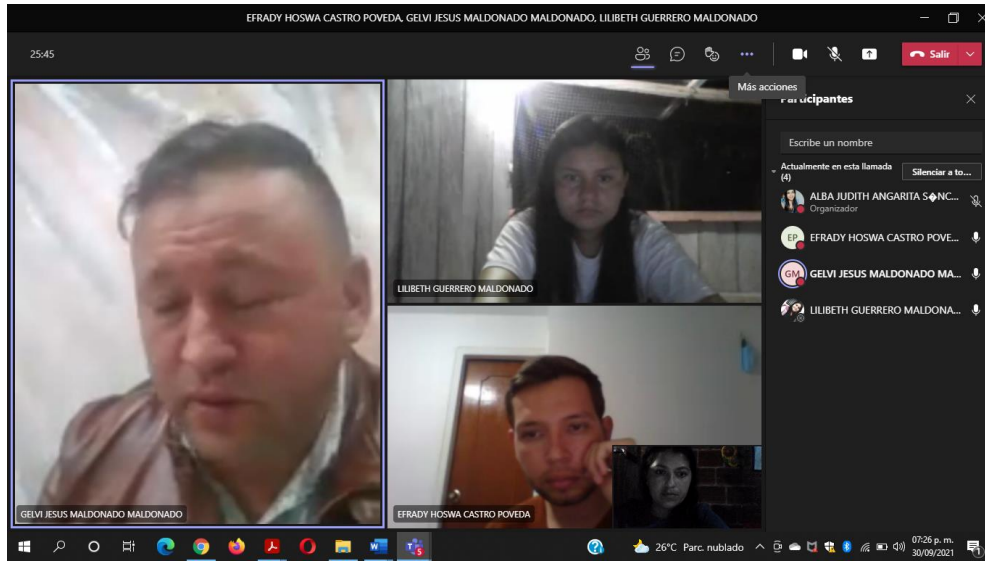 EFRADY HOSWA CASTRO POVEDA, GELVI JESUS MALDONADO MALDONADO, LILIBETH GUERRERO MALDONADO
25:45
Salir
Más acciones
Participantes
Escribe un nombre
Actualmente en esta llamada
(4)
Silenciar a to...
ALBA JUDITH ANGARITA S�NC...
Organizador
EP
EFRADY HOSWA CASTRO POVE...
GM
GELVI JESUS MALDONADO MA...
LILIBETH GUERRERO MALDONA...
LILIBETH GUERRERO MALDONADO
GELVI JESUS MALDONADO MALDONADO
EFRADY HOSWA CASTRO POVEDA
26°C Parc. nublado
07:26 p. m.
30/09/2021